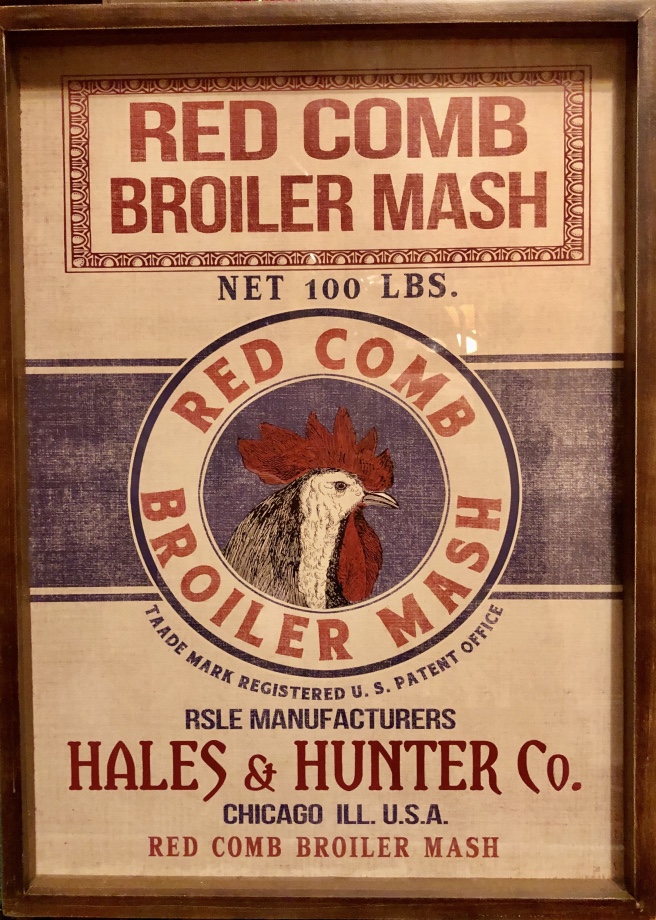 RED COMB
BROILER MASH
NET 100 LBS.
RED COMB
BROILER MASH
TAADE MARK REGISTERED U. S. PATENT OFFICE
RSLE MANUFACTURERS
HALES & HUNTER Co.
CHICAGO ILL. U.S.A.
RED COMB BROILER MASH